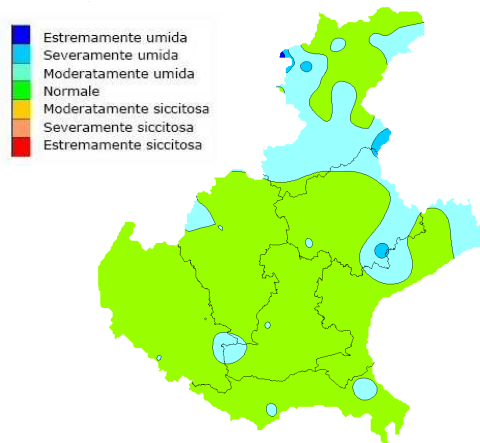 Estremamente umida
Severamente umida
Moderatamente umida
Normale
Moderatamente siccitosa
Severamente siccitosa
Estremamente siccitosa